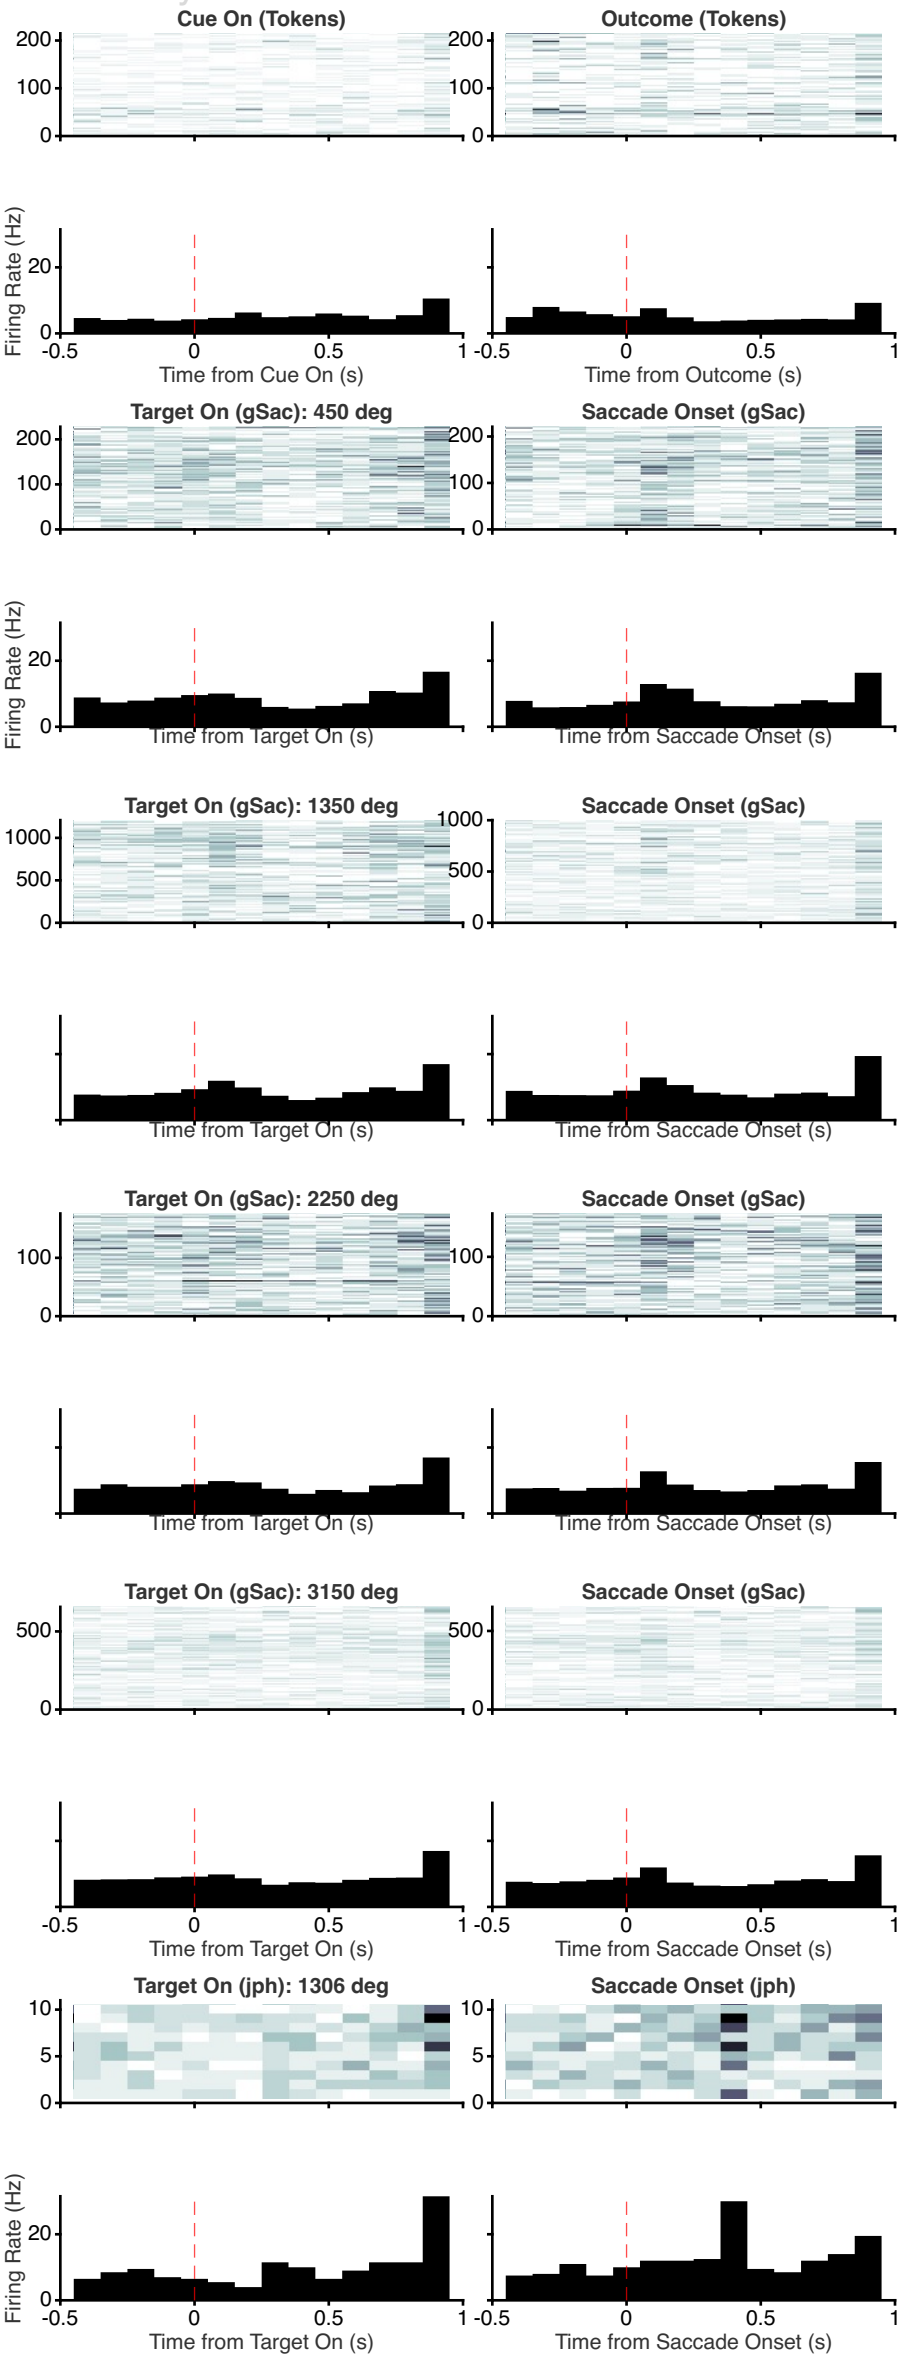 Cue On (Tokens) Outcome (Tokens)
200 200
100 100
0 0
Firing Rate (Hz)
20
0
-0.5 0 0.5 1 -0.5 0 0.5 1
Time from Cue On (s) Time from Outcome (s)
Target On (gSac): 450 deg Saccade Onset (gSac)
200 200
100 100
0 0
Firing Rate (Hz)
20
0
Time from Target On (s) Time from Saccade Onset (s)
Target On (gSac): 1350 deg Saccade Onset (gSac)
1000 1000
500 500
0 0
Time from Target On (s) Time from Saccade Onset (s)
Target On (gSac): 2250 deg Saccade Onset (gSac)
100 100
0 0
Time from Target On (s) Time from Saccade Onset (s)
Target On (gSac): 3150 deg Saccade Onset (gSac)
500 500
0 0
-0.5 0 0.5 1 -0.5 0 0.5 1
Time from Target On (s) Time from Saccade Onset (s)
Target On (jph): 1306 deg Saccade Onset (jph)
10 10
5 5
0 0
Firing Rate (Hz)
20
0
-0.5 0 0.5 1 -0.5 0 0.5 1
Time from Target On (s) Time from Saccade Onset (s)